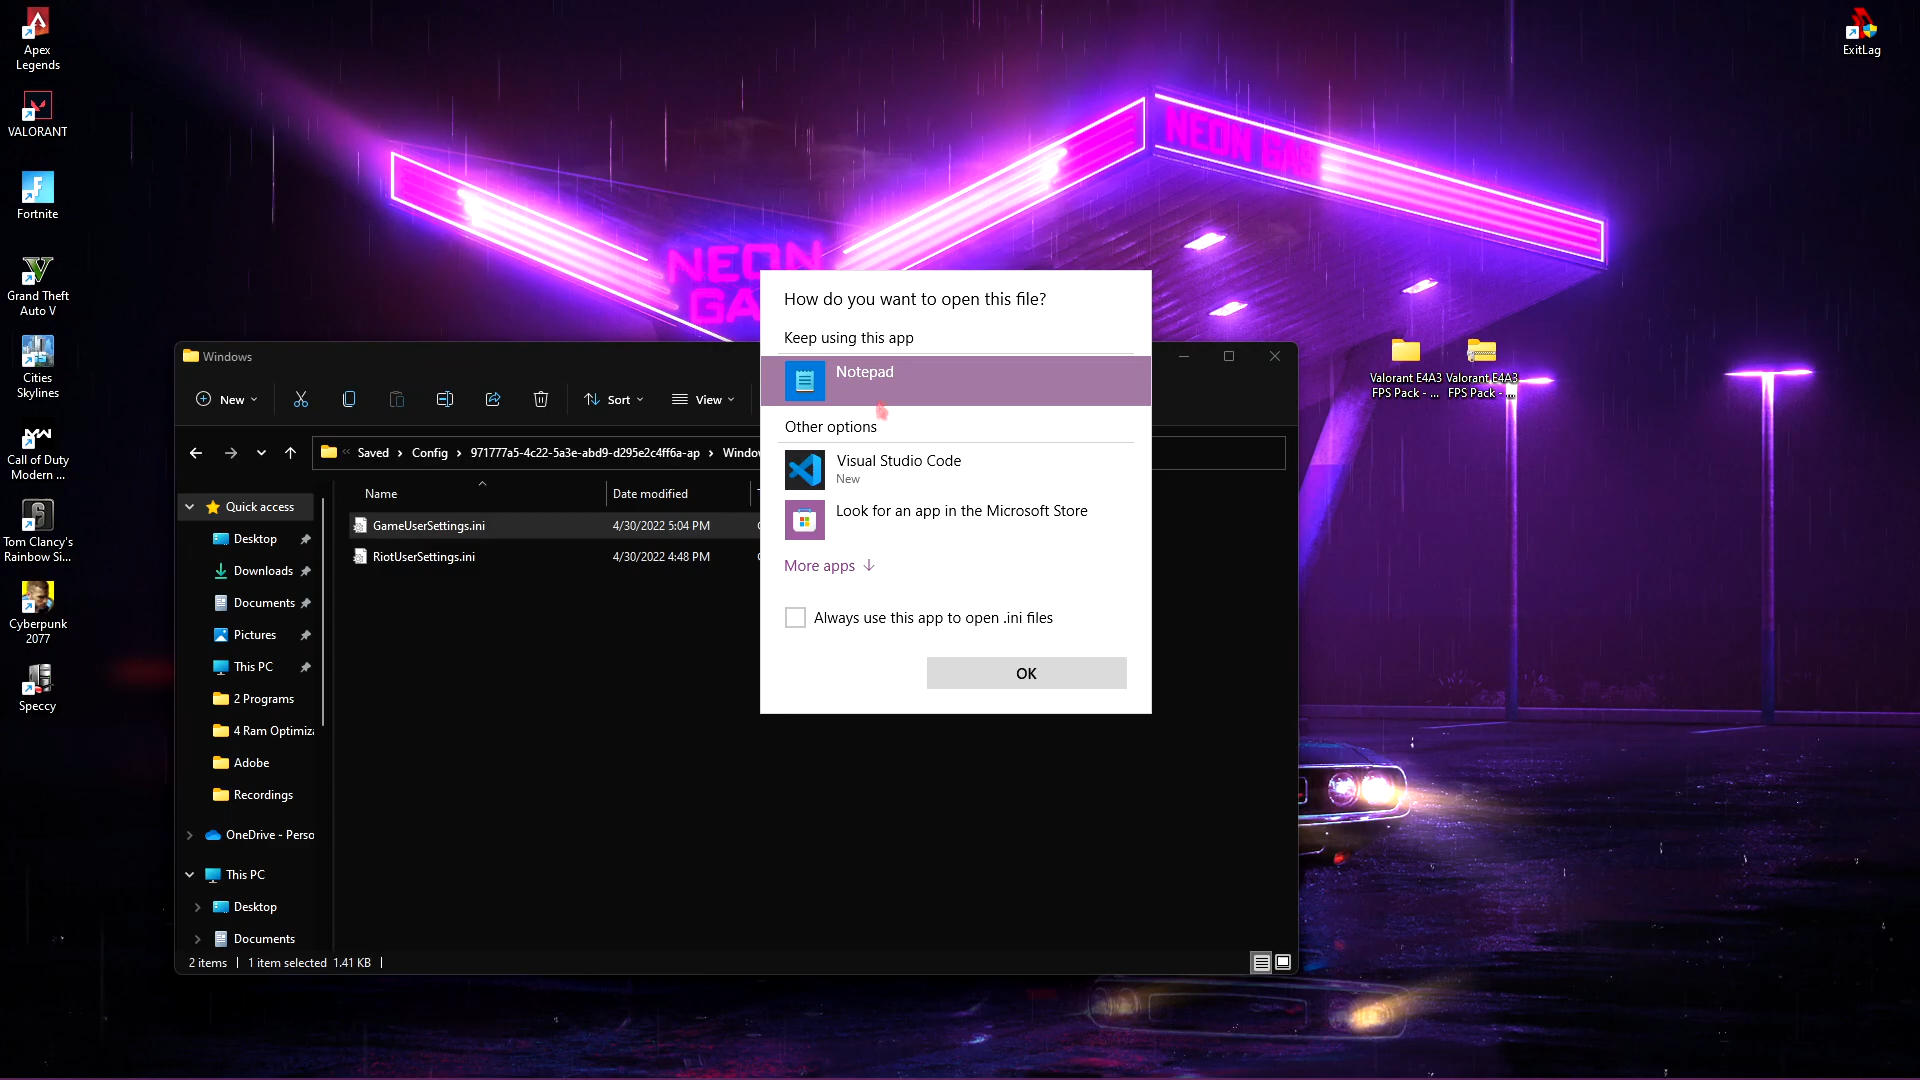 Apex
Legends
VALORANT
Fortnite
Grand Theft
Auto V
Cities
Skylines
Call of Duty
Modern ...
Tom Clancy's
Rainbow Si...
Cyberpunk
2077
Speccy
ExitLag
NEON GAS
NEON
GA
Valorant E4A3
FPS Pack - ...
Valorant E4A3
FPS Pack - ...
Windows
New
Sort
View
« Saved › Config › 971777a5-4c22-5a3e-abd9-d295e2c4ff6a-ap › Windo
Name
Date modified
GameUserSettings.ini
4/30/2022 5:04 PM
RiotUserSettings.ini
4/30/2022 4:48 PM
Quick access
Desktop
Downloads
Documents
Pictures
This PC
2 Programs
4 Ram Optimiz
Adobe
Recordings
OneDrive - Perso
This PC
Desktop
Documents
2 items
1 item selected 1.41 KB
How do you want to open this file?
Keep using this app
Notepad
Other options
Visual Studio Code
New
Look for an app in the Microsoft Store
More apps ↓
Always use this app to open .ini files
OK